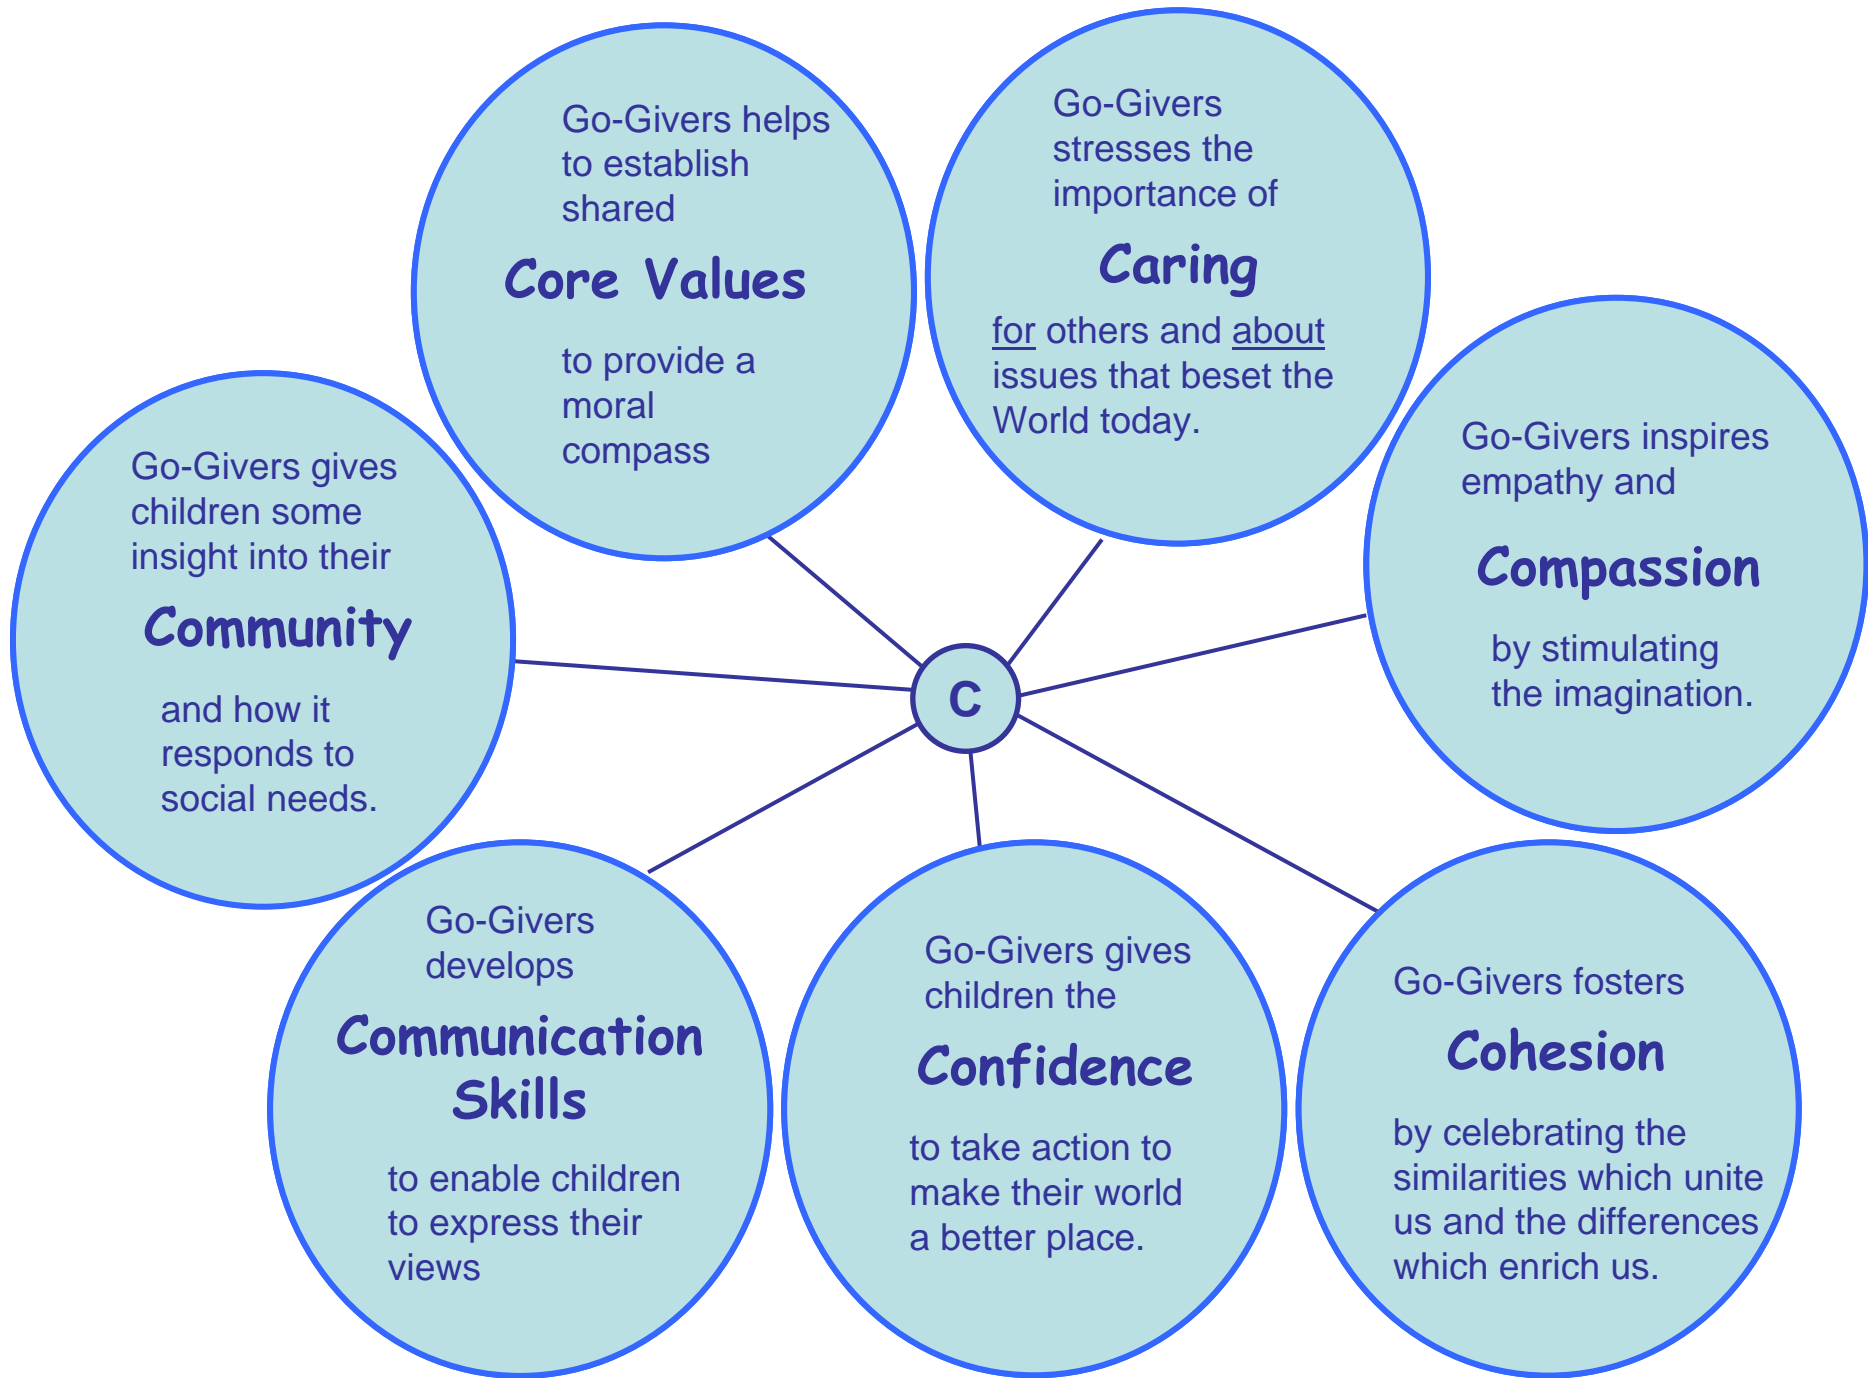 Go-Givers helps
to establish
shared
Core Values
to provide a
moral
compass
Go-Givers
stresses the
importance of
Caring
for others and about
issues that beset the
World today.
Go-Givers inspires
empathy and
Compassion
by stimulating
the imagination.
Go-Givers gives
children some
insight into their
Community
and how it
responds to
social needs.
C
Go-Givers
develops
Communication
Skills
to enable children
to express their
views
Go-Givers gives
children the
Confidence
to take action to
make their world
a better place.
Go-Givers fosters
Cohesion
by celebrating the
similarities which unite
us and the differences
which enrich us.